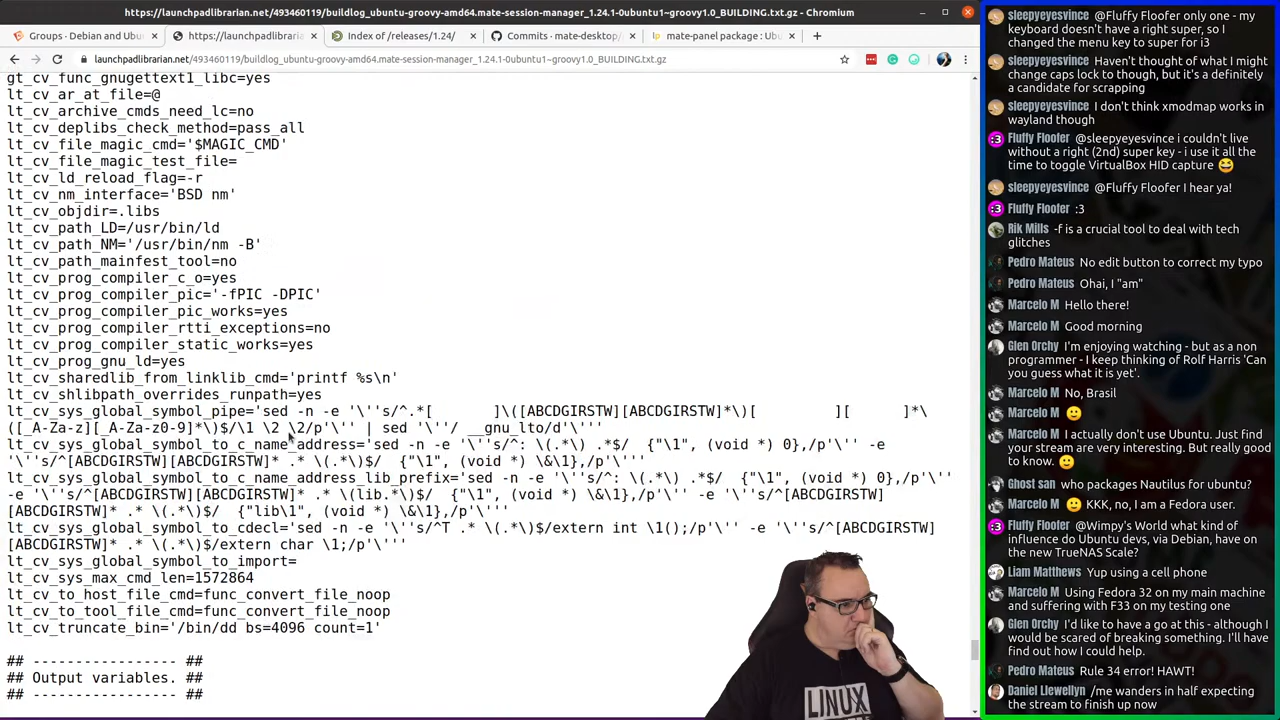 https://launchpadlibrarian.net/493460119/buildlog_ubuntu-groovy-amd64.mate-session-manager_1.24.1-0ubuntu1~groovy1.0_BUILDING.txt.gz - Chromium
Groups - Debian and Ubu
https://launchpadlibrarian
Index of /releases/1.24/
Commits · mate-desktop/
mate-panel package : Ubu
launchpadlibrarian.net/493460119/buildlog_ubuntu-groovy-amd64.mate-session-manager_1.24.1-0ubuntu1~groovy1.0_BUILDING.txt.gz
gt_cv_func_gnugettext1_libc=yes
lt_cv_ar_at_file=@
lt_cv_archive_cmds_need_lc=no
lt_cv_deplibs_check_method=pass_all
lt_cv_file_magic_cmd='$MAGIC_CMD'
lt_cv_file_magic_test_file=
lt_cv_ld_reload_flag=-r
lt_cv_nm_interface='BSD nm'
lt_cv_objdir=.libs
lt_cv_path_LD=/usr/bin/ld
lt_cv_path_NM='/usr/bin/nm -B'
lt_cv_path_mainfest_tool=no
lt_cv_prog_compiler_c_o=yes
lt_cv_prog_compiler_pic='-fPIC -DPIC'
lt_cv_prog_compiler_pic_works=yes
lt_cv_prog_compiler_rtti_exceptions=no
lt_cv_prog_compiler_static_works=yes
lt_cv_prog_gnu_ld=yes
lt_cv_sharedlib_from_linklib_cmd='printf %s\n'
lt_cv_shlibpath_overrides_runpath=yes
lt_cv_sys_global_symbol_pipe='sed -n -e '\''s/^.*[ ]\([ABCDGIRSTW][ABCDGIRSTW]*\)[ ][ ]*\
([_A-Za-z][_A-Za-z0-9]*\)$/\1 \2 \2/p'\'' | sed '\''/ __gnu_lto/d'\'''
lt_cv_sys_global_symbol_to_c_name_address='sed -n -e '\''s/^: \(.*\) .*$/ {"\1", (void *) 0},/p'\'' -e
'\''s/^[ABCDGIRSTW][ABCDGIRSTW]* .* \(.*\)$/ {"\1", (void *) \&\1},/p'\'''
lt_cv_sys_global_symbol_to_c_name_address_lib_prefix='sed -n -e '\''s/^: \(.*\) .*$/ {"\1", (void *) 0},/p'\''
-e '\''s/^[ABCDGIRSTW][ABCDGIRSTW]* .* \(lib.*\)$/ {"\1", (void *) \&\1},/p'\'' -e '\''s/^[ABCDGIRSTW]
[ABCDGIRSTW]* .* \(.*\)$/ {"lib\1", (void *) \&\1},/p'\'''
lt_cv_sys_global_symbol_to_cdecl='sed -n -e '\''s/^T .* \(.*\)$/extern int \1();/p'\'' -e '\''s/^[ABCDGIRSTW]
[ABCDGIRSTW]* .* \(.*\)$/extern char \1;/p'\'''
lt_cv_sys_global_symbol_to_import=
lt_cv_sys_max_cmd_len=1572864
lt_cv_to_host_file_cmd=func_convert_file_noop
lt_cv_to_tool_file_cmd=func_convert_file_noop
lt_cv_truncate_bin='/bin/dd bs=4096 count=1'
## ----------------- ##
## Output variables. ##
## ----------------- ##
LINUX
sleepyeyesvince @Fluffy Floofer only one - my
keyboard doesn't have a right super, so I
changed the menu key to super for i3
sleepyeyesvince Haven't thought of what I might
change caps lock to though, but it's a definitely
a candidate for scrapping
sleepyeyesvince I don't think xmodmap works in
wayland though
Fluffy Floofer @sleepyeyesvince i couldn't live
without a right (2nd) super key - i use it all the
time to toggle VirtualBox HID capture 😆
sleepyeyesvince @Fluffy Floofer I hear ya!
Fluffy Floofer :3
Rik Mills -f is a crucial tool to deal with tech
glitches
Pedro Mateus No edit button to correct my typo
Pedro Mateus Ohai, I "am"
Marcelo M Hello there!
Marcelo M Good morning
Glen Orchy I'm enjoying watching - but as a non
programmer - I keep thinking of Rolf Harris 'Can
you guess what it is yet'.
Marcelo M No, Brasil
Marcelo M 🙂
Marcelo M I actually don't use Ubuntu. Just find
your stream are very interesting. But really good
to know. 🙂
Ghost san who packages Nautilus for ubuntu?
Marcelo M KKK, no, I am a Fedora user.
Fluffy Floofer @Wimpy's World what kind of
influence do Ubuntu devs, via Debian, have on
the new TrueNAS Scale?
Liam Matthews Yup using a cell phone
Marcelo M Using Fedora 32 on my main machine
and suffering with F33 on my testing one
Glen Orchy I'd like to have a go at this - although I
would be scared of breaking something. I'll have
find out how I could help.
Pedro Mateus Rule 34 error! HAWT!
Daniel Llewellyn /me wanders in half expecting
the stream to finish up now